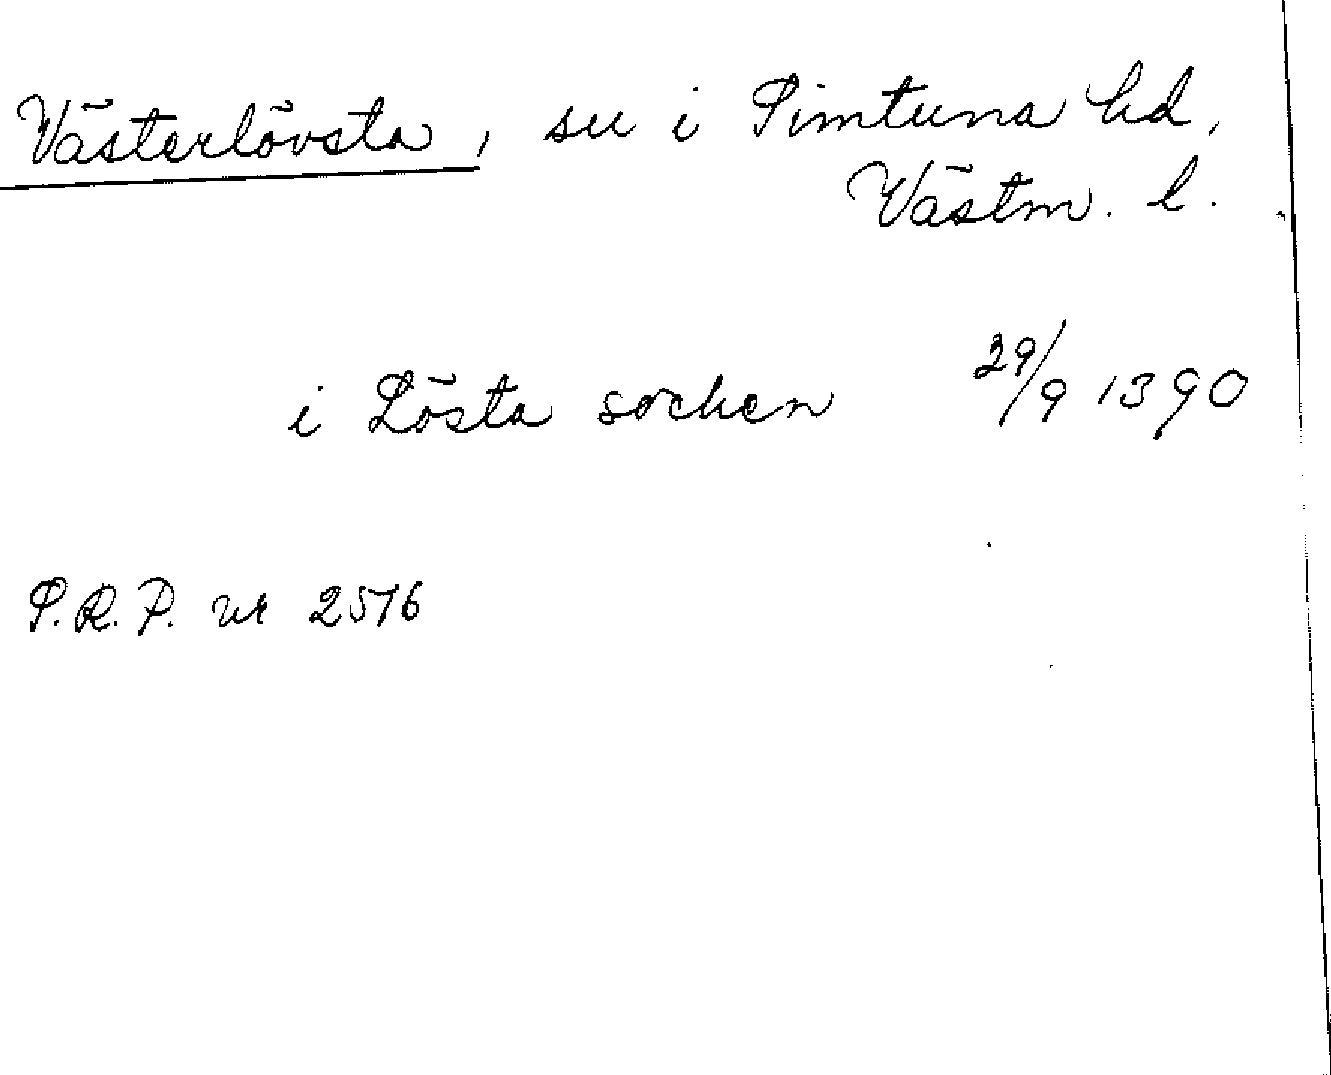 Västerlövsta, sn i Simtuna hd,
Västm. l.
i Lösta socken 29/9 1390
S.R.P. nr 2576